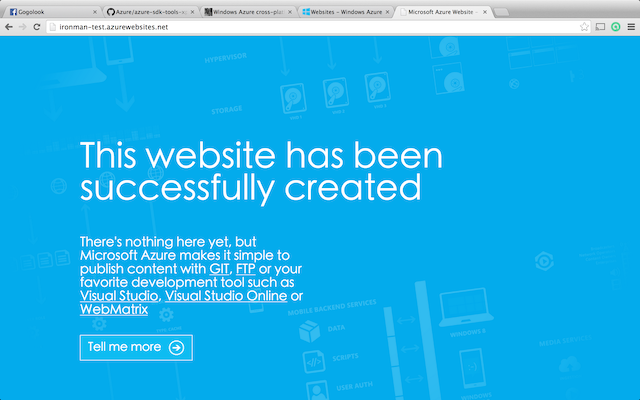 Gogolook
Azure/azure-sdk-tools-x
Windows Azure cross-plat
Websites - Windows Azure
Microsoft Azure Website -
ironman-test.azurewebsites.net
HYPERVISOR
STORAGE
This website has been
successfully created
There's nothing here yet, but
Microsoft Azure makes it simple to
publish content with GIT, FTP or your
favorite development tool such as
Visual Studio, Visual Studio Online or
WebMatrix
Tell me more
MOBILE BACKEND SERVICES
DATA
SCRIPTS
USER AUTH
WINDOWS 8
MEDIA SERVICES